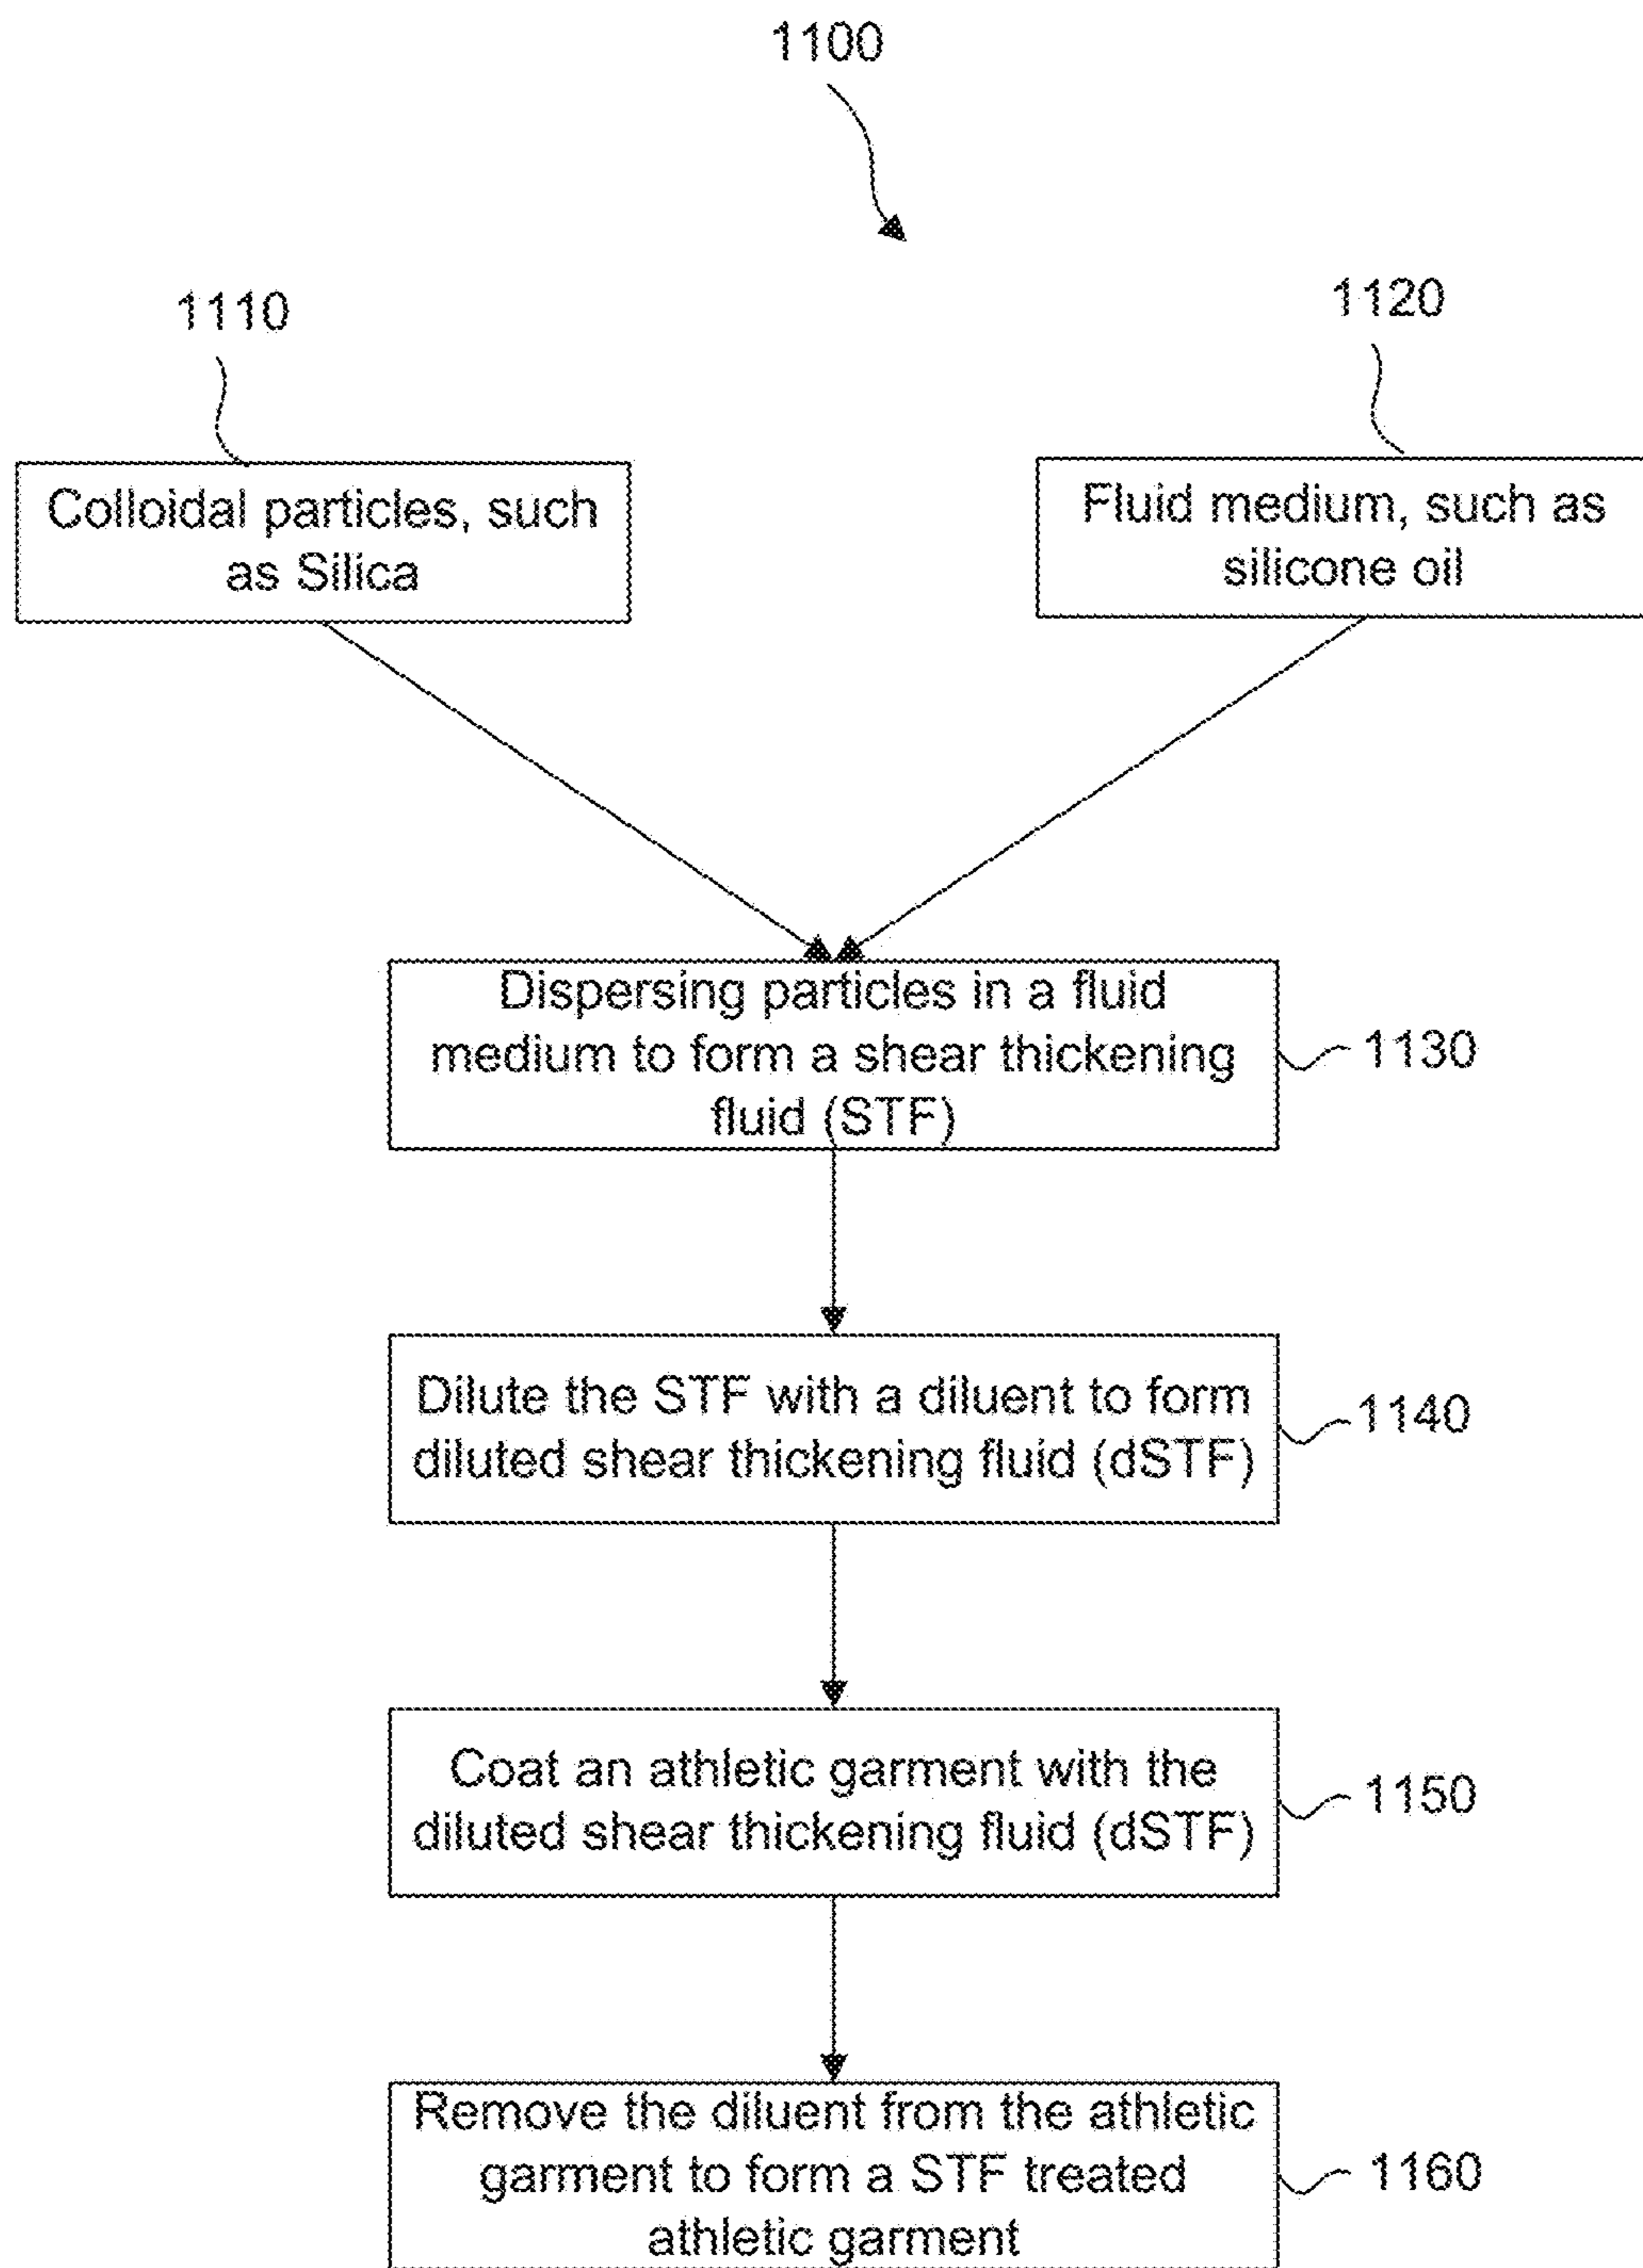 1100
1110
1120
Colloidal particles, such
as Silica
Fluid medium, such as
silicone oil
Dispersing particles in a fluid
medium to form a shear thickening
fluid (STF)
1130
Dilute the STF with a diluent to form
diluted shear thickening fluid (dSTF)
1140
Coat an athletic garment with the
diluted shear thickening fluid (dSTF)
1150
Remove the diluent from the athletic
garment to form a STF treated
athletic garment
1160